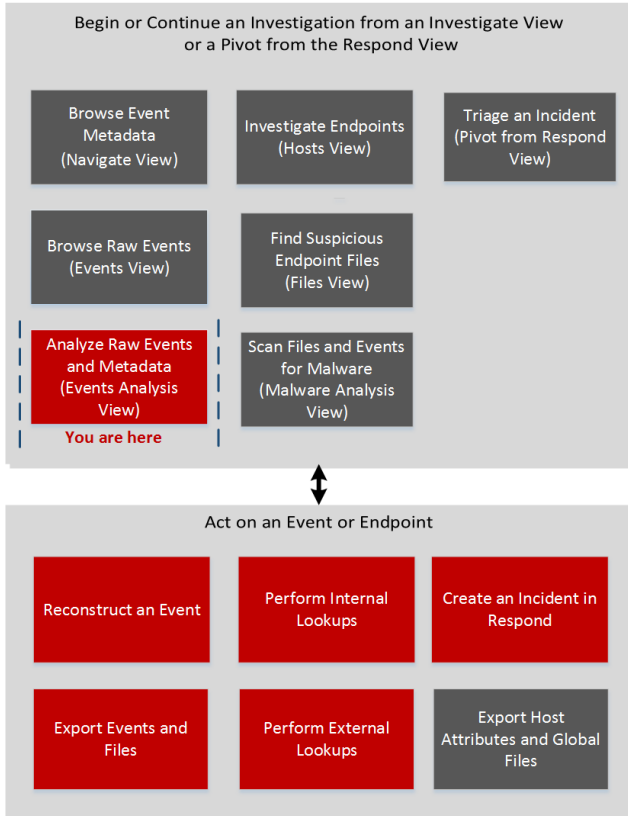 Begin or Continue an Investigation from an Investigate View
or a Pivot from the Respond View
Browse Event
Metadata
(Navigate View)
Investigate Endpoints
(Hosts View)
Triage an Incident
(Pivot from Respond
View)
Browse Raw Events
(Events View)
Find Suspicious
Endpoint Files
(Files View)
Analyze Raw Events
and Metadata
(Events Analysis
View)
You are here
Scan Files and Events
for Malware
(Malware Analysis
View)
Act on an Event or Endpoint
Reconstruct an Event
Perform Internal
Lookups
Create an Incident in
Respond
Export Events and
Files
Perform External
Lookups
Export Host
Attributes and Global
Files